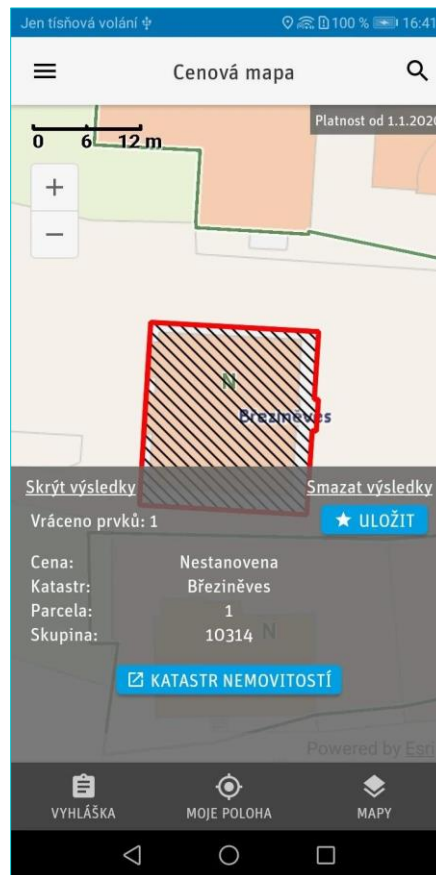 Jen tísňová volání 100 % 16:41
Cenová mapa
Platnost od 1.1.2020
0 6 12 m
+
−
N
Březiněves
Skrýt výsledky Smazat výsledky
Vráceno prvků: 1 ULOŽIT
Cena: Nestanovena
Katastr: Březiněves
Parcela: 1
Skupina: 10314
N
KATASTR NEMOVITOSTÍ
Powered by Esri
VYHLÁŠKA MOJE POLOHA MAPY